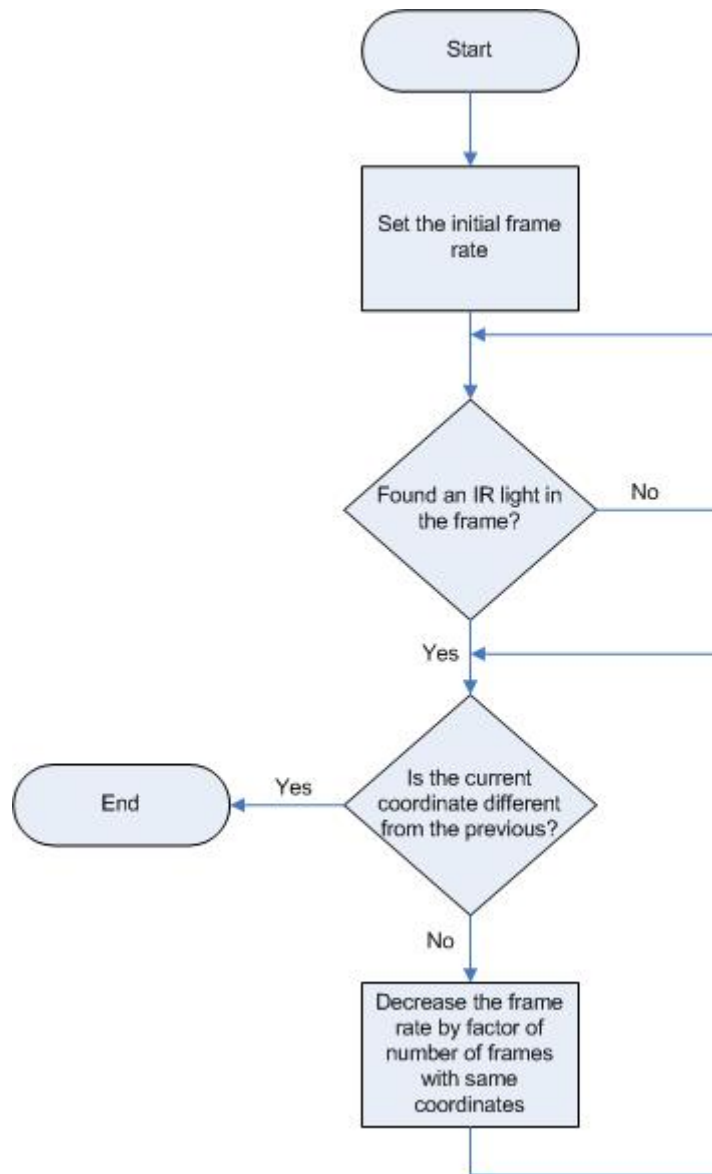 Start
Set the initial frame
rate
Found an IR light in
the frame?
No
Yes
Is the current
coordinate different
from the previous?
Yes
End
No
Decrease the frame
rate by factor of
number of frames
with same
coordinates